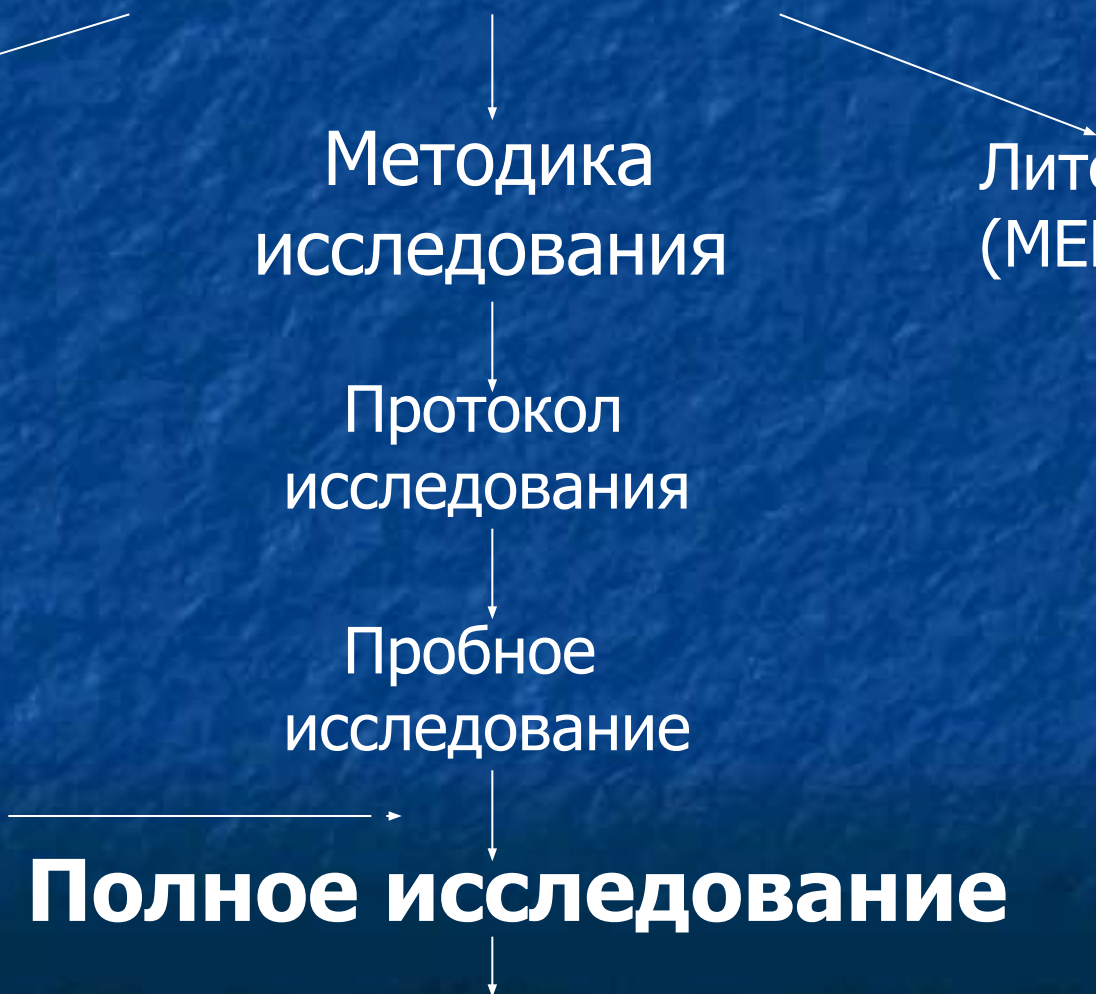 Методика
исследования
Протокол
исследования
Пробное
исследование
Полное исследование